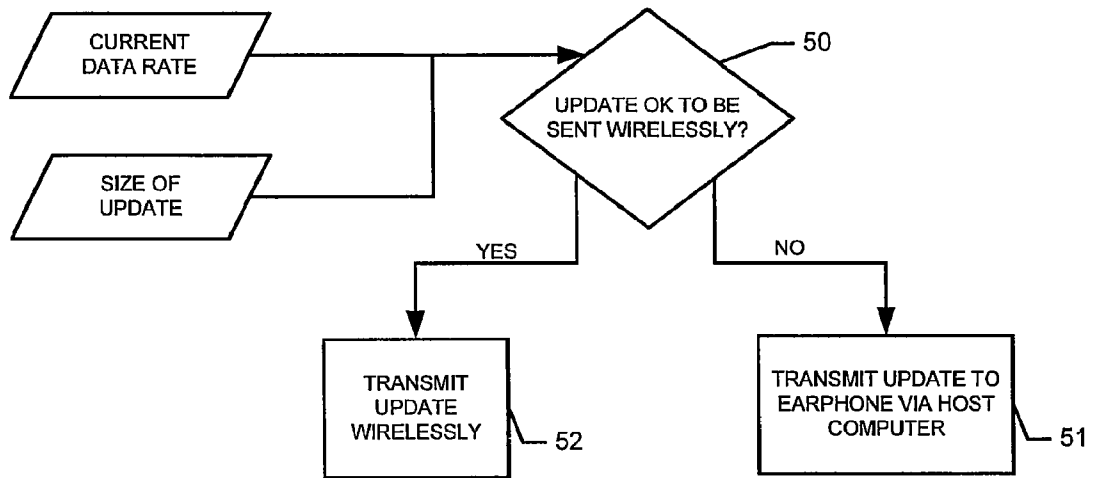 CURRENT
DATA RATE
50
UPDATE OK TO BE
SENT WIRELESSLY?
SIZE OF
UPDATE
YES
NO
TRANSMIT
UPDATE
WIRELESSLY
52
TRANSMIT UPDATE TO
EARPHONE VIA HOST
COMPUTER
51